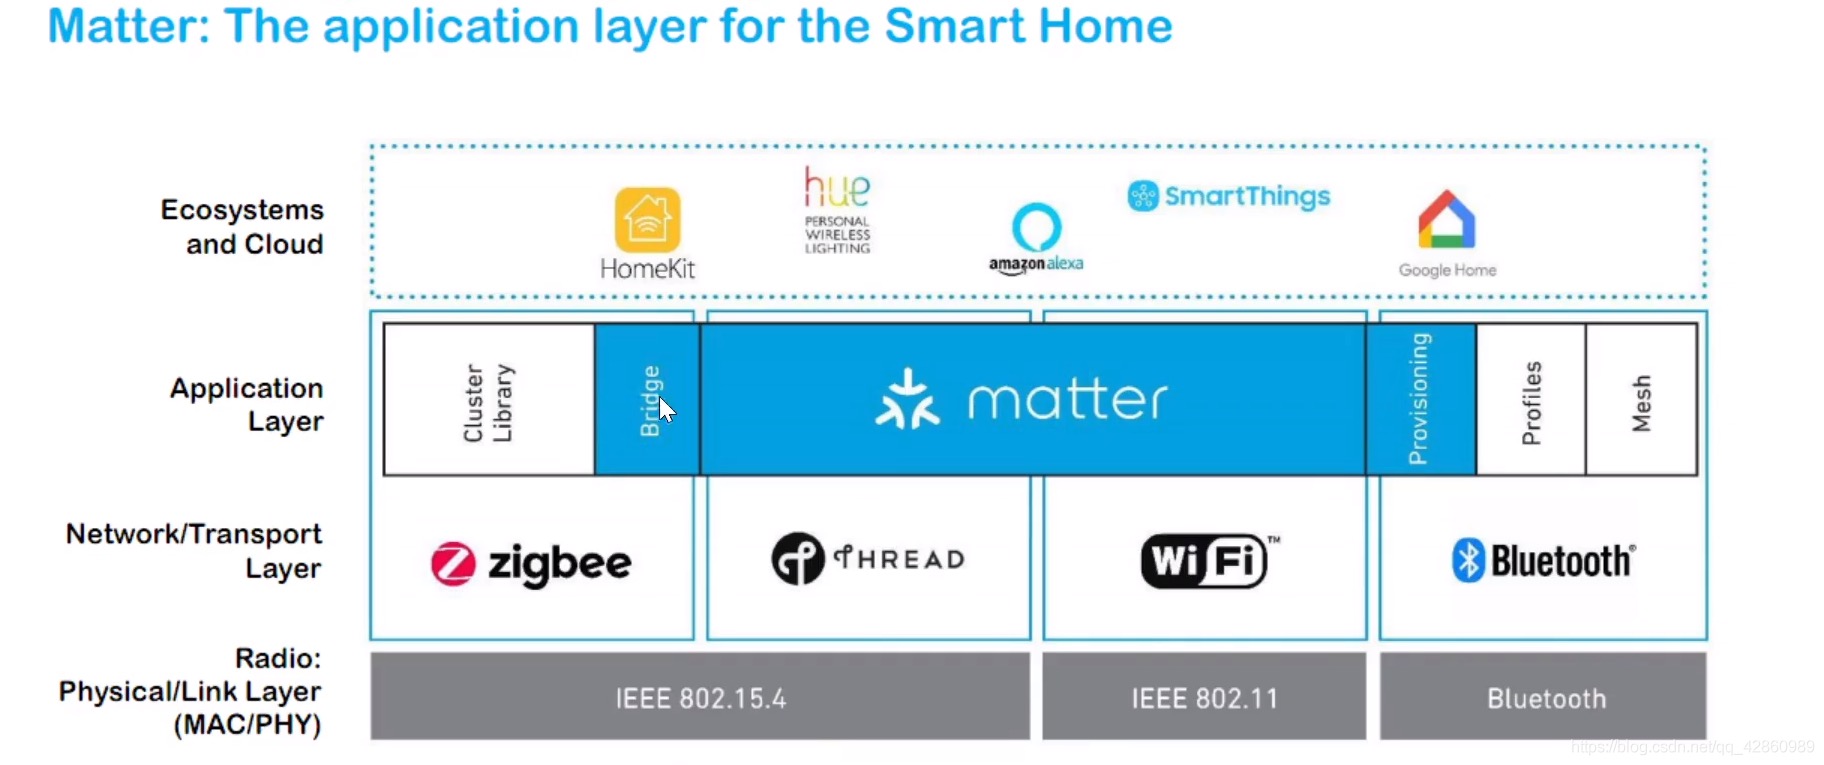 Matter: The application layer for the Smart Home
Ecosystems
and Cloud
HomeKit
hue
PERSONAL
WIRELESS
LIGHTING
amazon alexa
SmartThings
Google Home
Application
Layer
Cluster
Library
Bridge
matter
Provisioning
Profiles
Mesh
Network/Transport
Layer
zigbee
THREAD
WiFi™
Bluetooth®
Radio:
Physical/Link Layer
(MAC/PHY)
IEEE 802.15.4
IEEE 802.11
Bluetooth
https://blog.csdn.net/qq_42860989